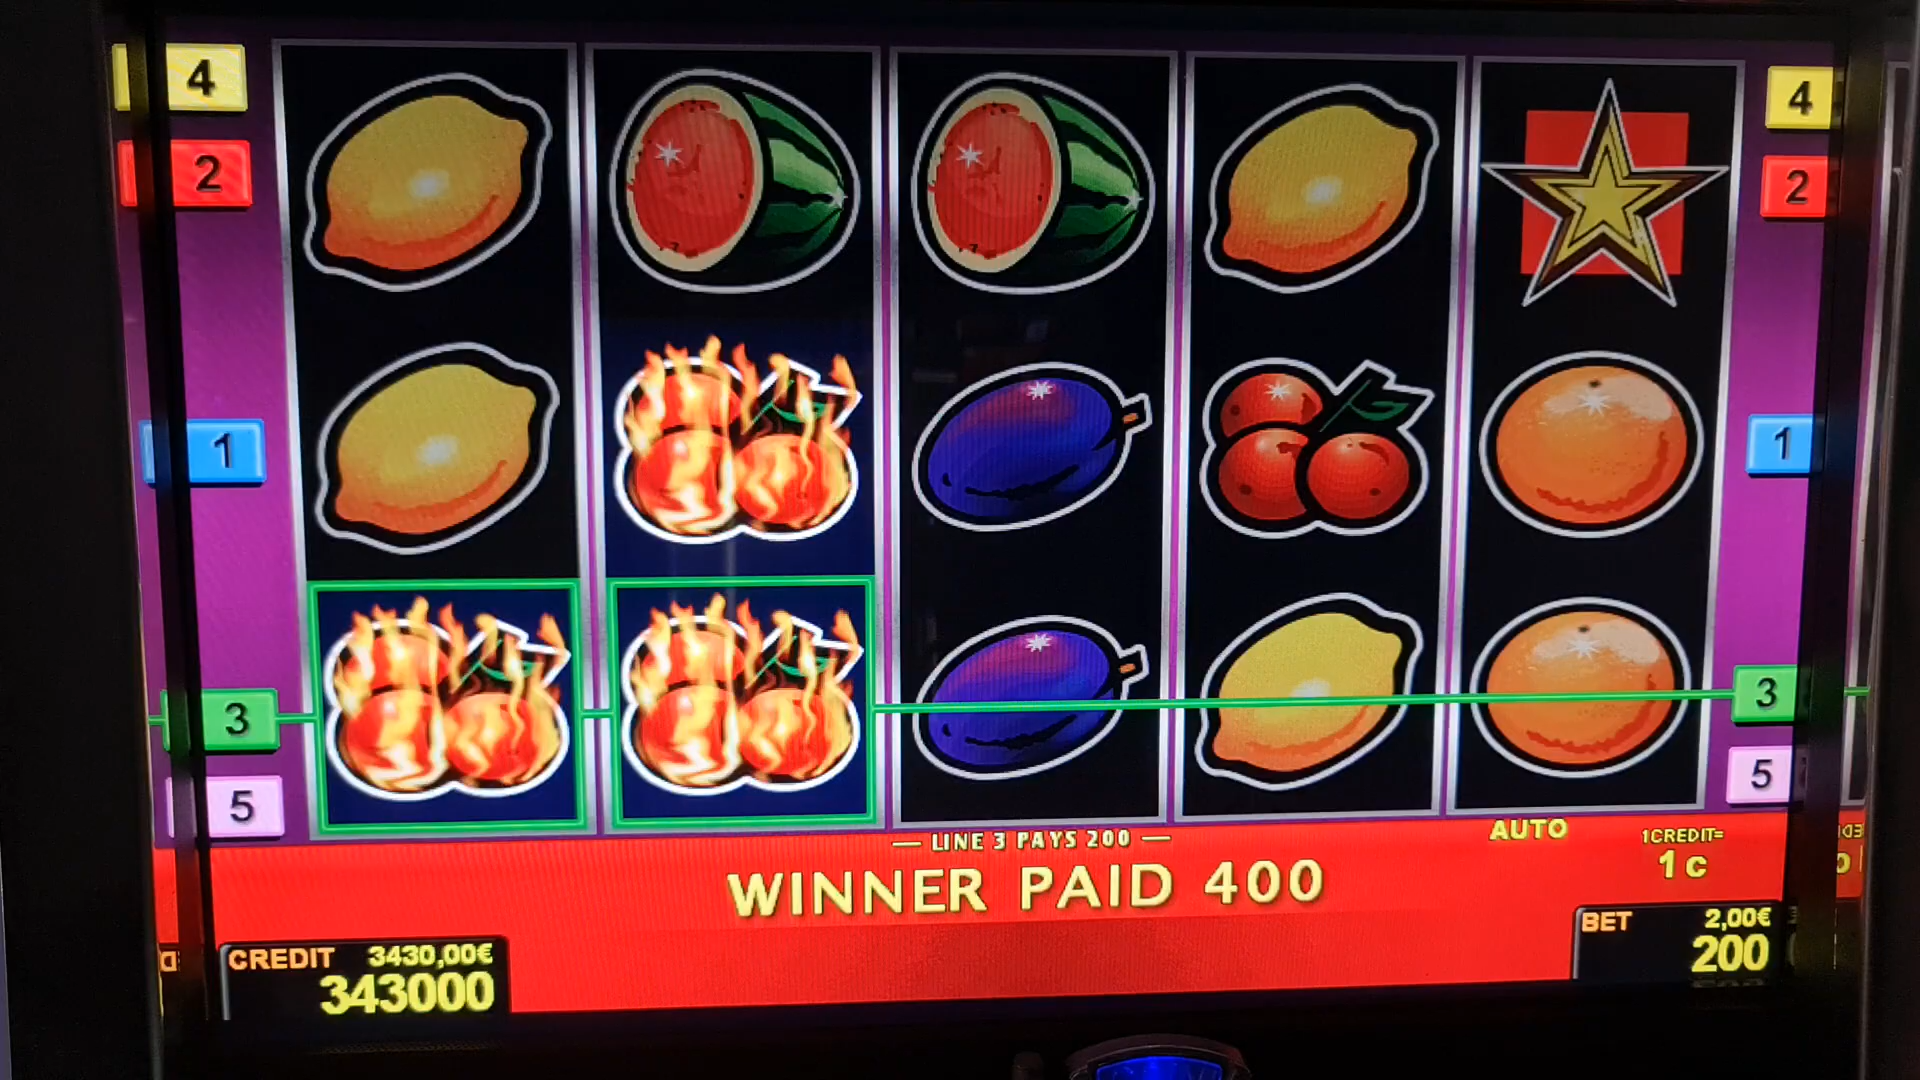 4
4
2
2
1
1
3
3
5
5
— LINE 3 PAYS 200 —
AUTO
1CREDIT=
1 c
WINNER PAID 400
CREDIT 3430,00€
343000
BET 2,00€
200